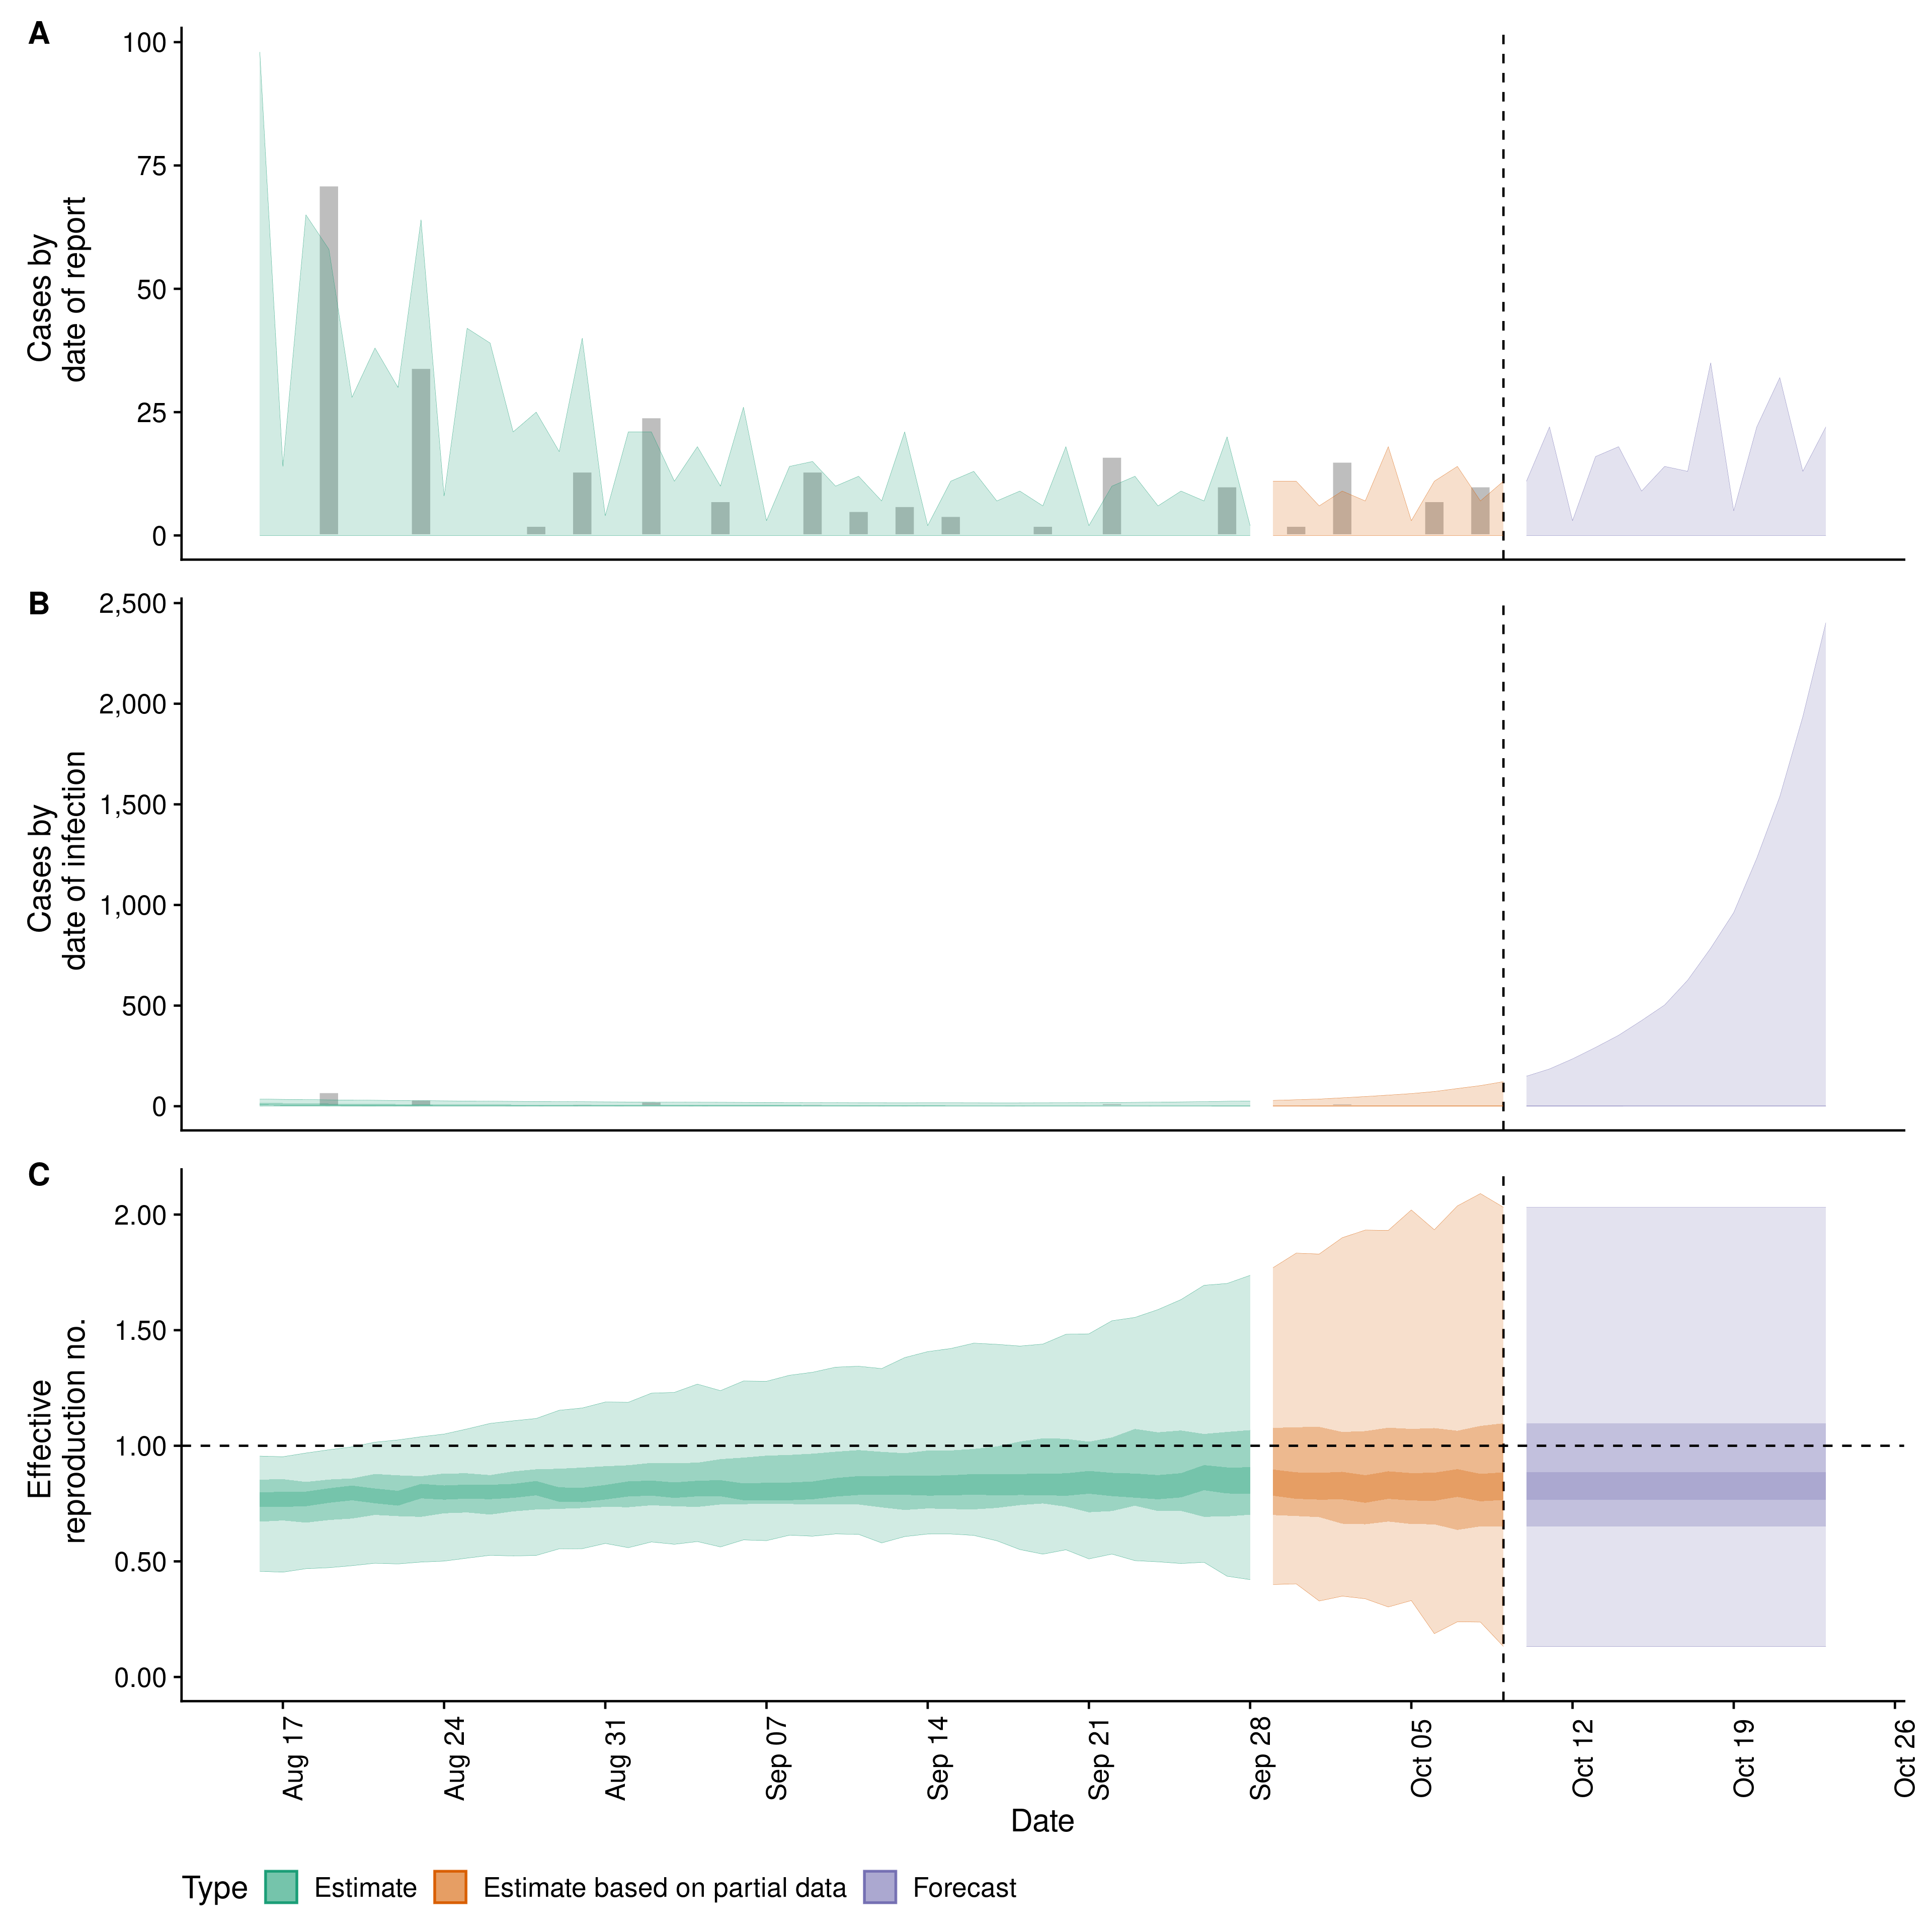 A
100
75
50
25
0
Cases by
date of report
B
2,500
2,000
1,500
1,000
500
0
Cases by
date of infection
C
2.00
1.50
1.00
0.50
0.00
Effective
reproduction no.
Aug 17
Aug 24
Aug 31
Sep 07
Sep 14
Sep 21
Sep 28
Oct 05
Oct 12
Oct 19
Oct 26
Date
Type Estimate Estimate based on partial data Forecast